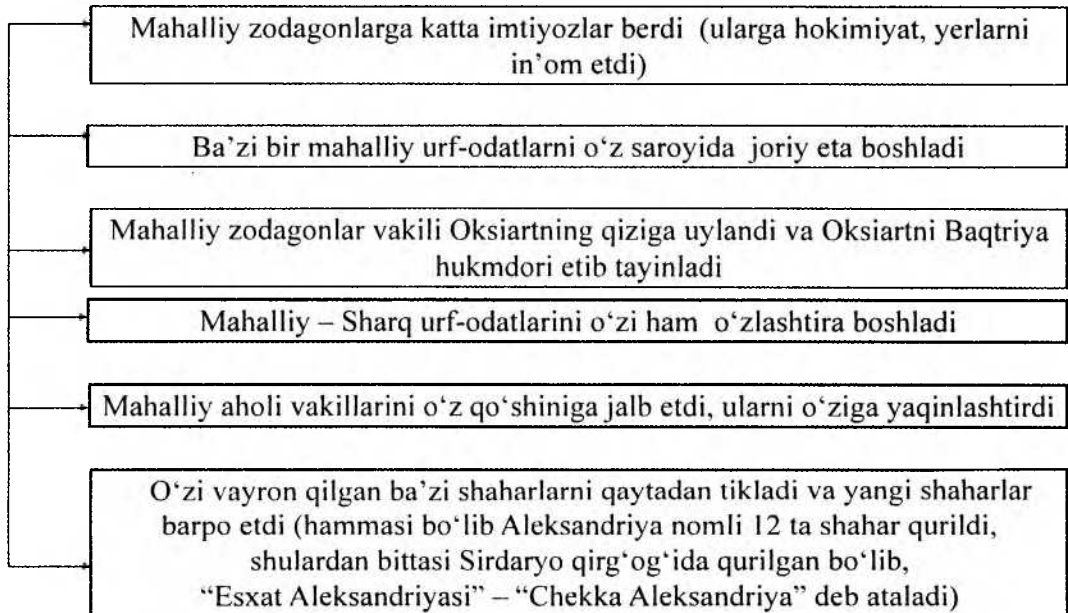 Mahalliy zodagonlarga katta imtiyozlar berdi (ularga hokimiyat, yerlarni
in’om etdi)
Ba’zi bir mahalliy urf-odatlarni o‘z saroyida joriy eta boshladi
Mahalliy zodagonlar vakili Oksiartning qiziga uylandi va Oksiartni Baqtriya
hukmdori etib tayinladi
Mahalliy – Sharq urf-odatlarini o‘zi ham o‘zlashtira boshladi
Mahalliy aholi vakillarini o‘z qo‘shiniga jalb etdi, ularni o‘ziga yaqinlashtirdi
O‘zi vayron qilgan ba’zi shaharlarni qaytadan tikladi va yangi shaharlar
barpo etdi (hammasi bo‘lib Aleksandriya nomli 12 ta shahar qurildi,
shulardan bittasi Sirdaryo qirg‘og‘ida qurilgan bo‘lib,
“Esxat Aleksandriyasi” – “Chekka Aleksandriya” deb ataladi)